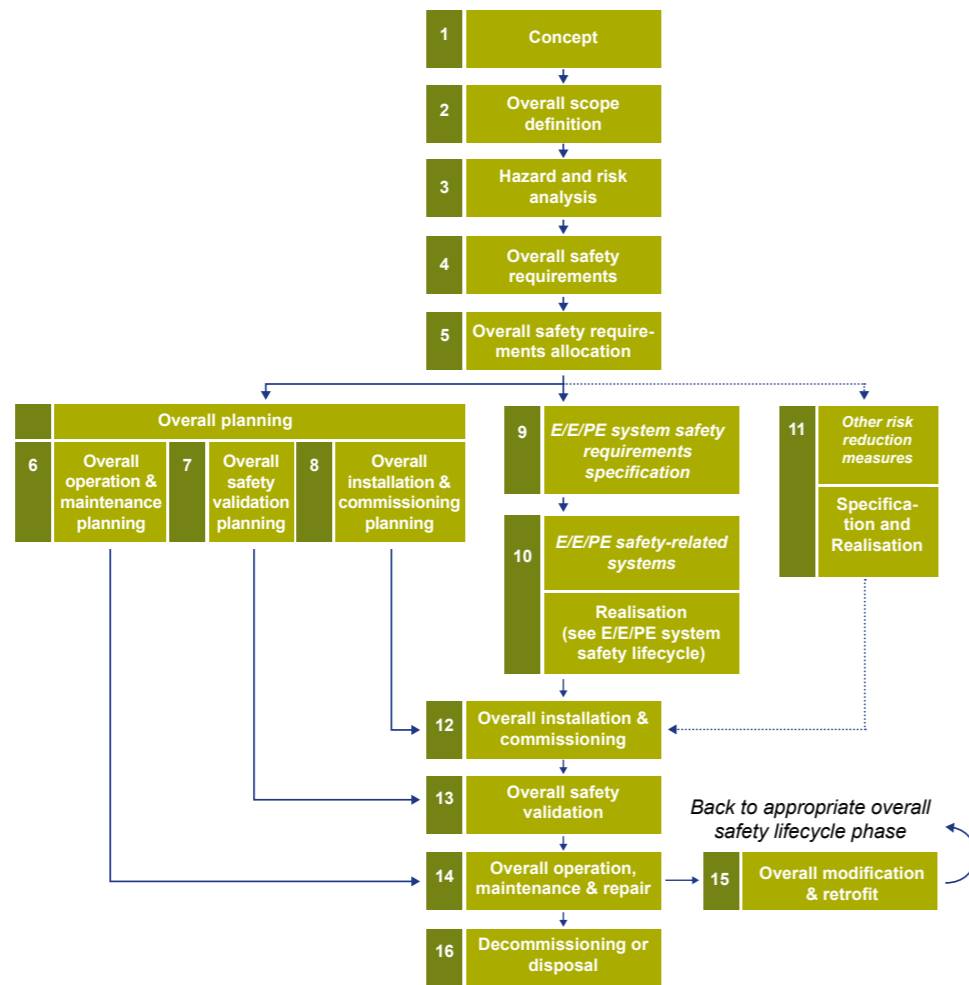 1
Concept
2
Overall scope
definition
3
Hazard and risk
analysis
4
Overall safety
requirements
5
Overall safety require-
ments allocation
Overall planning
6
Overall
operation &
maintenance
planning
7
Overall
safety
validation
planning
8
Overall
installation &
commissioning
planning
9
E/E/PE system safety
requirements
specification
10
E/E/PE safety-related
systems
Realisation
(see E/E/PE system
safety lifecycle)
11
Other risk
reduction
measures
Specifica-
tion and
Realisation
12
Overall installation &
commissioning
13
Overall safety
validation
Back to appropriate overall
safety lifecycle phase
14
Overall operation,
maintenance & repair
15
Overall modification
& retrofit
16
Decommissioning or
disposal